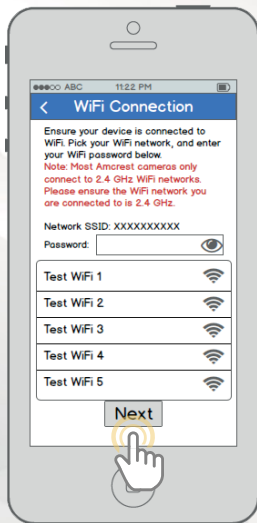 ABC 11:22 PM
WiFi Connection
Ensure your device is connected to
WiFi. Pick your WiFi network, and enter
your WiFi password below.
Note: Most Amcrest cameras only
connect to 2.4 GHz WiFi networks.
Please ensure the WiFi network you
are connected to is 2.4 GHz.
Network SSID: XXXXXXXXXX
Password:
Test WiFi 1
Test WiFi 2
Test WiFi 3
Test WiFi 4
Test WiFi 5
Next